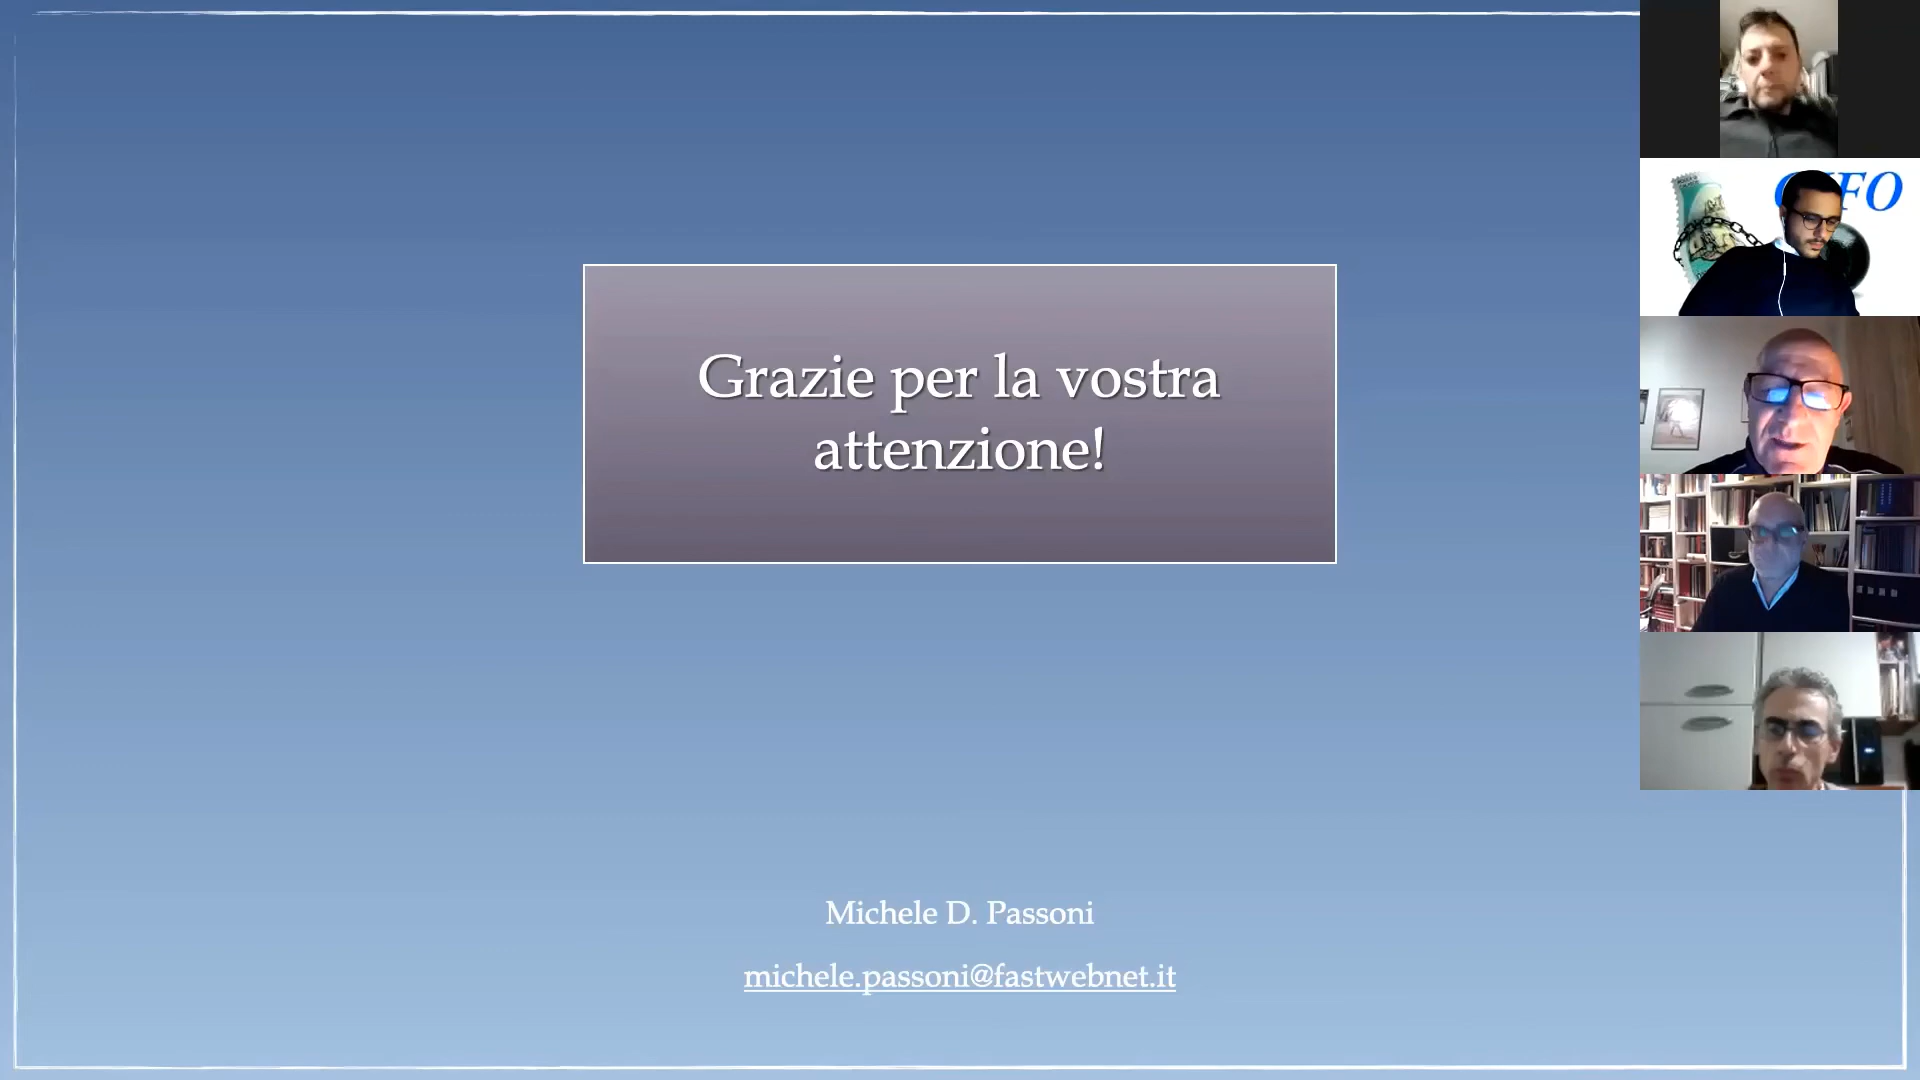 Grazie per la vostra
attenzione!
Michele D. Passoni
michele.passoni@fastwebnet.it